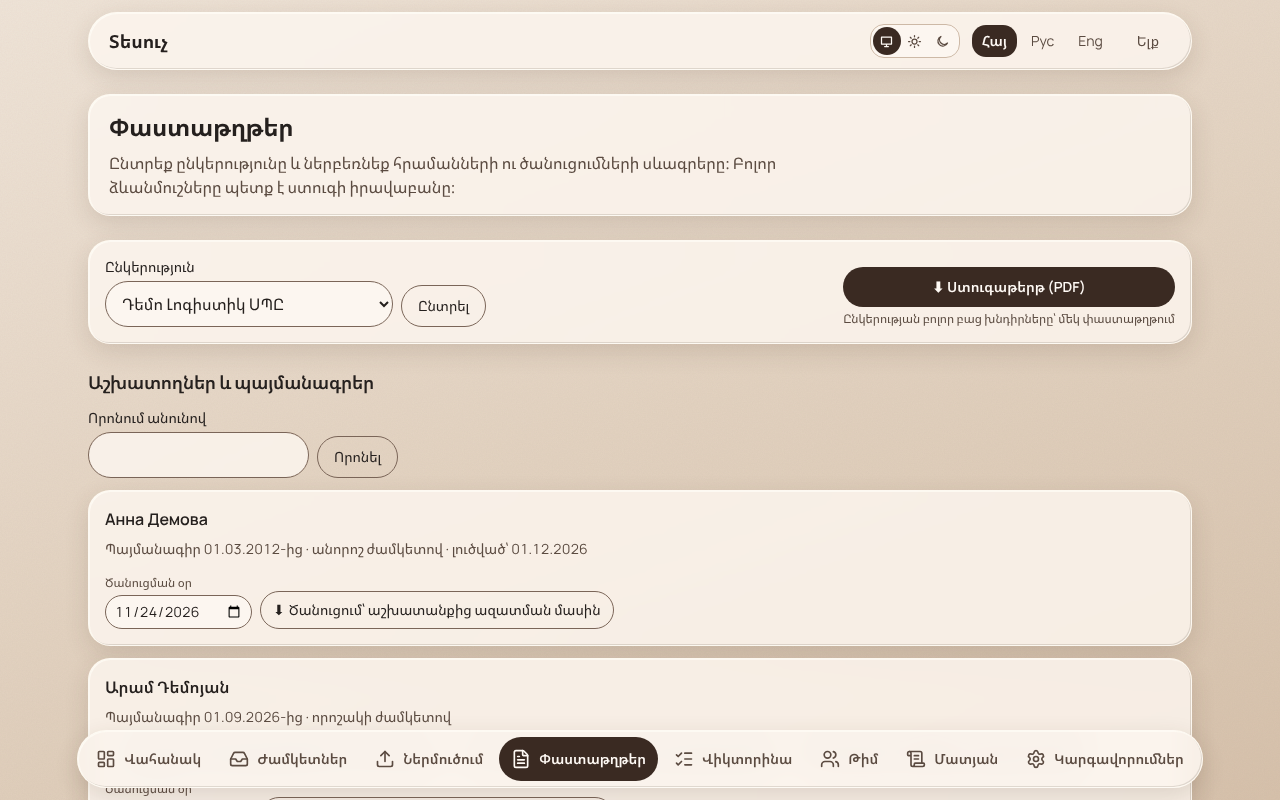 Տեսուչ
Հայ Рус Eng Ելք
Փաստաթղթեր
Ընտրեք ընկերությունը և ներբեռնեք հրամանների ու ծանուցումների սևագրերը։ Բոլոր
ձևանմուշները պետք է ստուգի իրավաբանը։
Ընկերություն
Դեմո Լոգիստիկ ՍՊԸ
Ընտրել
⬇ Ստուգաթերթ (PDF)
Ընկերության բոլոր բաց խնդիրները՝ մեկ փաստաթղթում
Աշխատողներ և պայմանագրեր
Որոնում անունով
Որոնել
Анна Демова
Պայմանագիր 01.03.2012-ից · անորոշ ժամկետով · լուծված՝ 01.12.2026
Ծանուցման օր
11/24/2026
⬇ Ծանուցում՝ աշխատանքից ազատման մասին
Արամ Դեմոյան
Պայմանագիր 01.09.2026-ից · որոշակի ժամկետով
Վահանակ Ժամկետներ Ներմուծում Փաստաթղթեր Վիկտորինա Թիմ Մատյան Կարգավորումներ
Ծանուցման օր